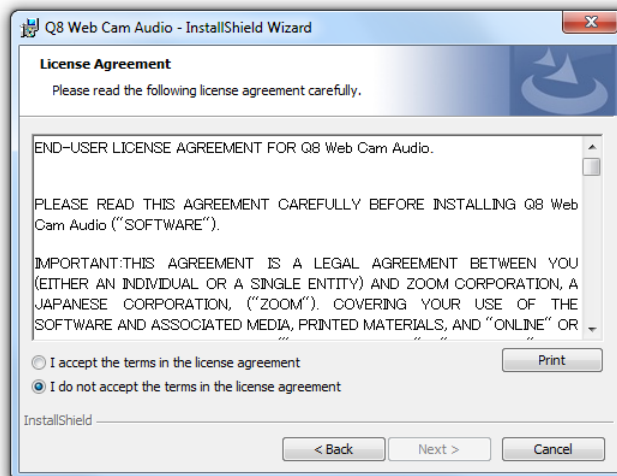 Q8 Web Cam Audio - InstallShield Wizard
License Agreement
Please read the following license agreement carefully.
END-USER LICENSE AGREEMENT FOR Q8 Web Cam Audio.
PLEASE READ THIS AGREEMENT CAREFULLY BEFORE INSTALLING Q8 Web
Cam Audio ("SOFTWARE").
IMPORTANT:THIS AGREEMENT IS A LEGAL AGREEMENT BETWEEN YOU
(EITHER AN INDIVIDUAL OR A SINGLE ENTITY) AND ZOOM CORPORATION, A
JAPANESE CORPORATION, ("ZOOM"). COVERING YOUR USE OF THE
SOFTWARE AND ASSOCIATED MEDIA, PRINTED MATERIALS, AND "ONLINE" OR
I accept the terms in the license agreement
Print
I do not accept the terms in the license agreement
InstallShield
< Back
Next >
Cancel